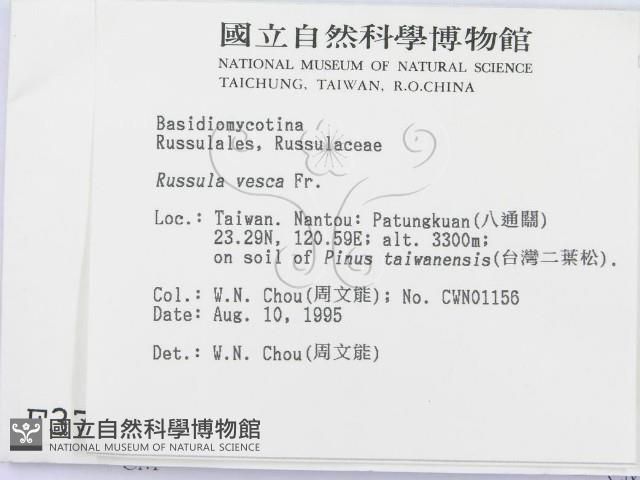 國立自然科學博物館
NATIONAL MUSEUM OF NATURAL SCIENCE
TAICHUNG, TAIWAN, R.O.CHINA
Basidiomycotina
Russulales, Russulaceae
Russula vesca Fr.
Loc.: Taiwan. Nantou: Patungkuan(八通關)
23.29N, 120.59E; alt. 3300m;
on soil of Pinus taiwanensis(台灣二葉松).
Col.: W.N. Chou(周文能); No. CWN01156
Date: Aug. 10, 1995
Det.: W.N. Chou(周文能)
國立自然科學博物館
NATIONAL MUSEUM OF NATURAL SCIENCE